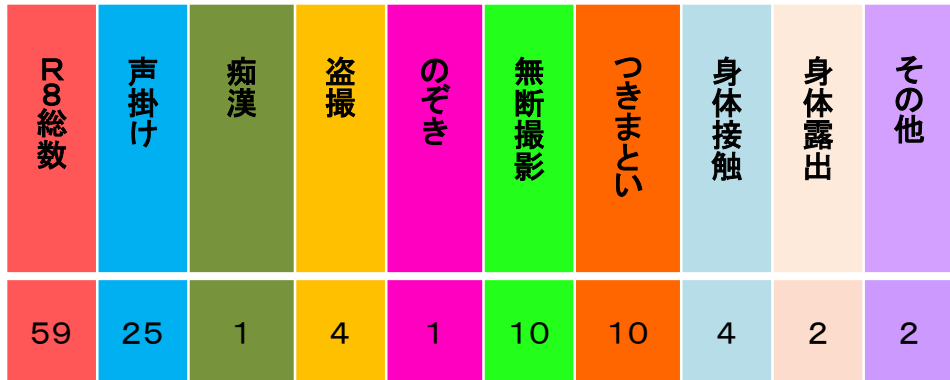 Ｒ８総数
声掛け
痴漢
盗撮
のぞき
無断撮影
つきまとい
身体接触
身体露出
その他
59
25
1
4
1
10
10
4
2
2